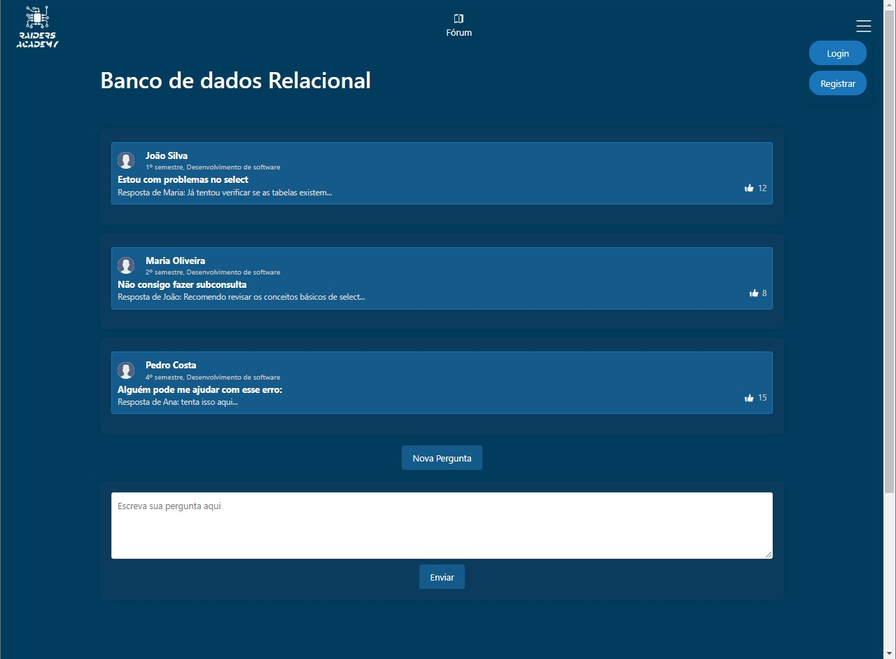 RAIDERS
ACADEMY
Fórum
Login
Registrar
Banco de dados Relacional
João Silva
1º semestre, Desenvolvimento de software
Estou com problemas no select
Resposta de Maria: Já tentou verificar se as tabelas existem...
12
Maria Oliveira
2º semestre, Desenvolvimento de software
Não consigo fazer subconsulta
Resposta de João: Recomendo revisar os conceitos básicos de select...
8
Pedro Costa
4º semestre, Desenvolvimento de software
Alguém pode me ajudar com esse erro:
Resposta de Ana: tenta isso aqui...
15
Nova Pergunta
Escreva sua pergunta aqui
Enviar